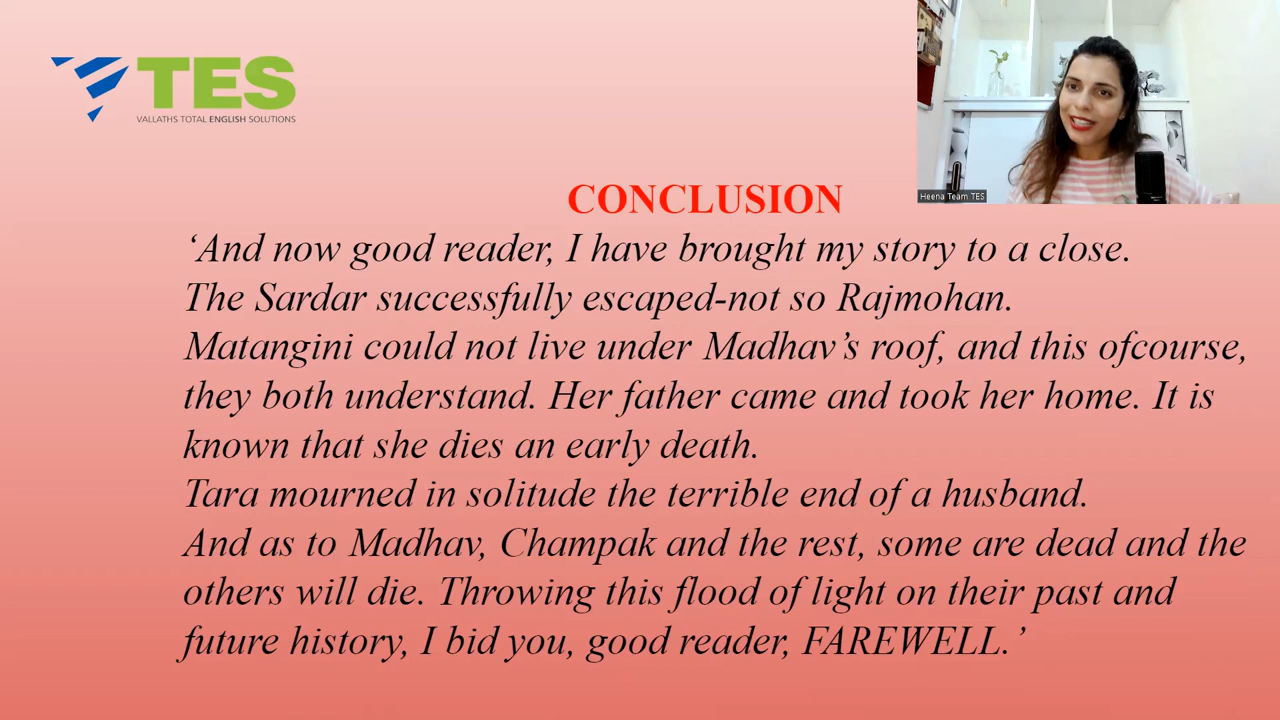 TES
VALLATHS TOTAL ENGLISH SOLUTIONS
Heena Team TES
CONCLUSION
‘And now good reader, I have brought my story to a close.
The Sardar successfully escaped-not so Rajmohan.
Matangini could not live under Madhav’s roof, and this ofcourse,
they both understand. Her father came and took her home. It is
known that she dies an early death.
Tara mourned in solitude the terrible end of a husband.
And as to Madhav, Champak and the rest, some are dead and the
others will die. Throwing this flood of light on their past and
future history, I bid you, good reader, FAREWELL.’